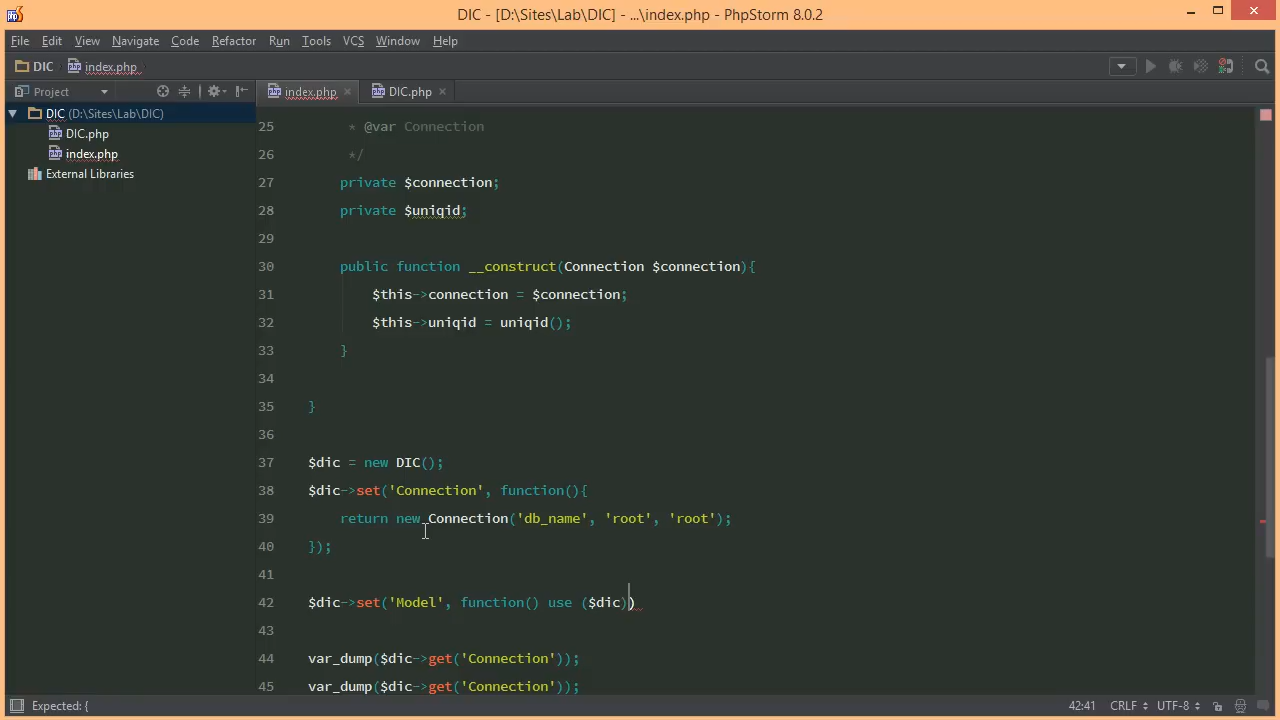 DIC - [D:\Sites\Lab\DIC] - ...\index.php - PhpStorm 8.0.2
File Edit View Navigate Code Refactor Run Tools VCS Window Help
DIC index.php
Project
index.php DIC.php
DIC (D:\Sites\Lab\DIC)
DIC.php
index.php
External Libraries
25 * @var Connection
26 */
27 private $connection;
28 private $uniqid;
29
30 public function __construct(Connection $connection){
31 $this->connection = $connection;
32 $this->uniqid = uniqid();
33 }
34
35 }
36
37 $dic = new DIC();
38 $dic->set('Connection', function(){
39 return new Connection('db_name', 'root', 'root');
40 });
41
42 $dic->set('Model', function() use ($dic))
43
44 var_dump($dic->get('Connection'));
45 var_dump($dic->get('Connection'));
Expected: { 42:41 CRLF UTF-8